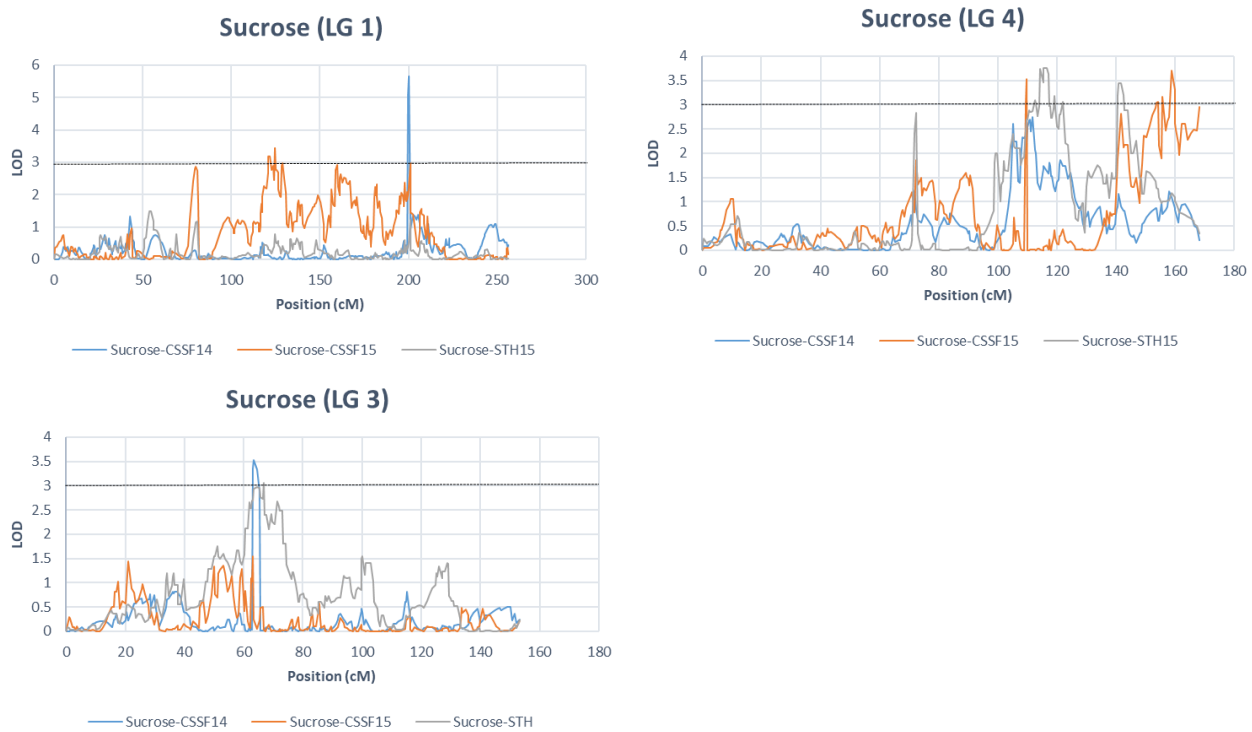 Sucrose (LG 1)
6
5
4
3
2
1
0
LOD
0 50 100 150 200 250 300
Position (cM)
Sucrose-CSSF14 Sucrose-CSSF15 Sucrose-STH15
Sucrose (LG 4)
4
3.5
3
2.5
2
1.5
1
0.5
0
LOD
0 20 40 60 80 100 120 140 160 180
Position (cM)
Sucrose-CSSF14 Sucrose-CSSF15 Sucrose-STH15
Sucrose (LG 3)
4
3.5
3
2.5
2
1.5
1
0.5
0
LOD
0 20 40 60 80 100 120 140 160 180
Position (cM)
Sucrose-CSSF14 Sucrose-CSSF15 Sucrose-STH